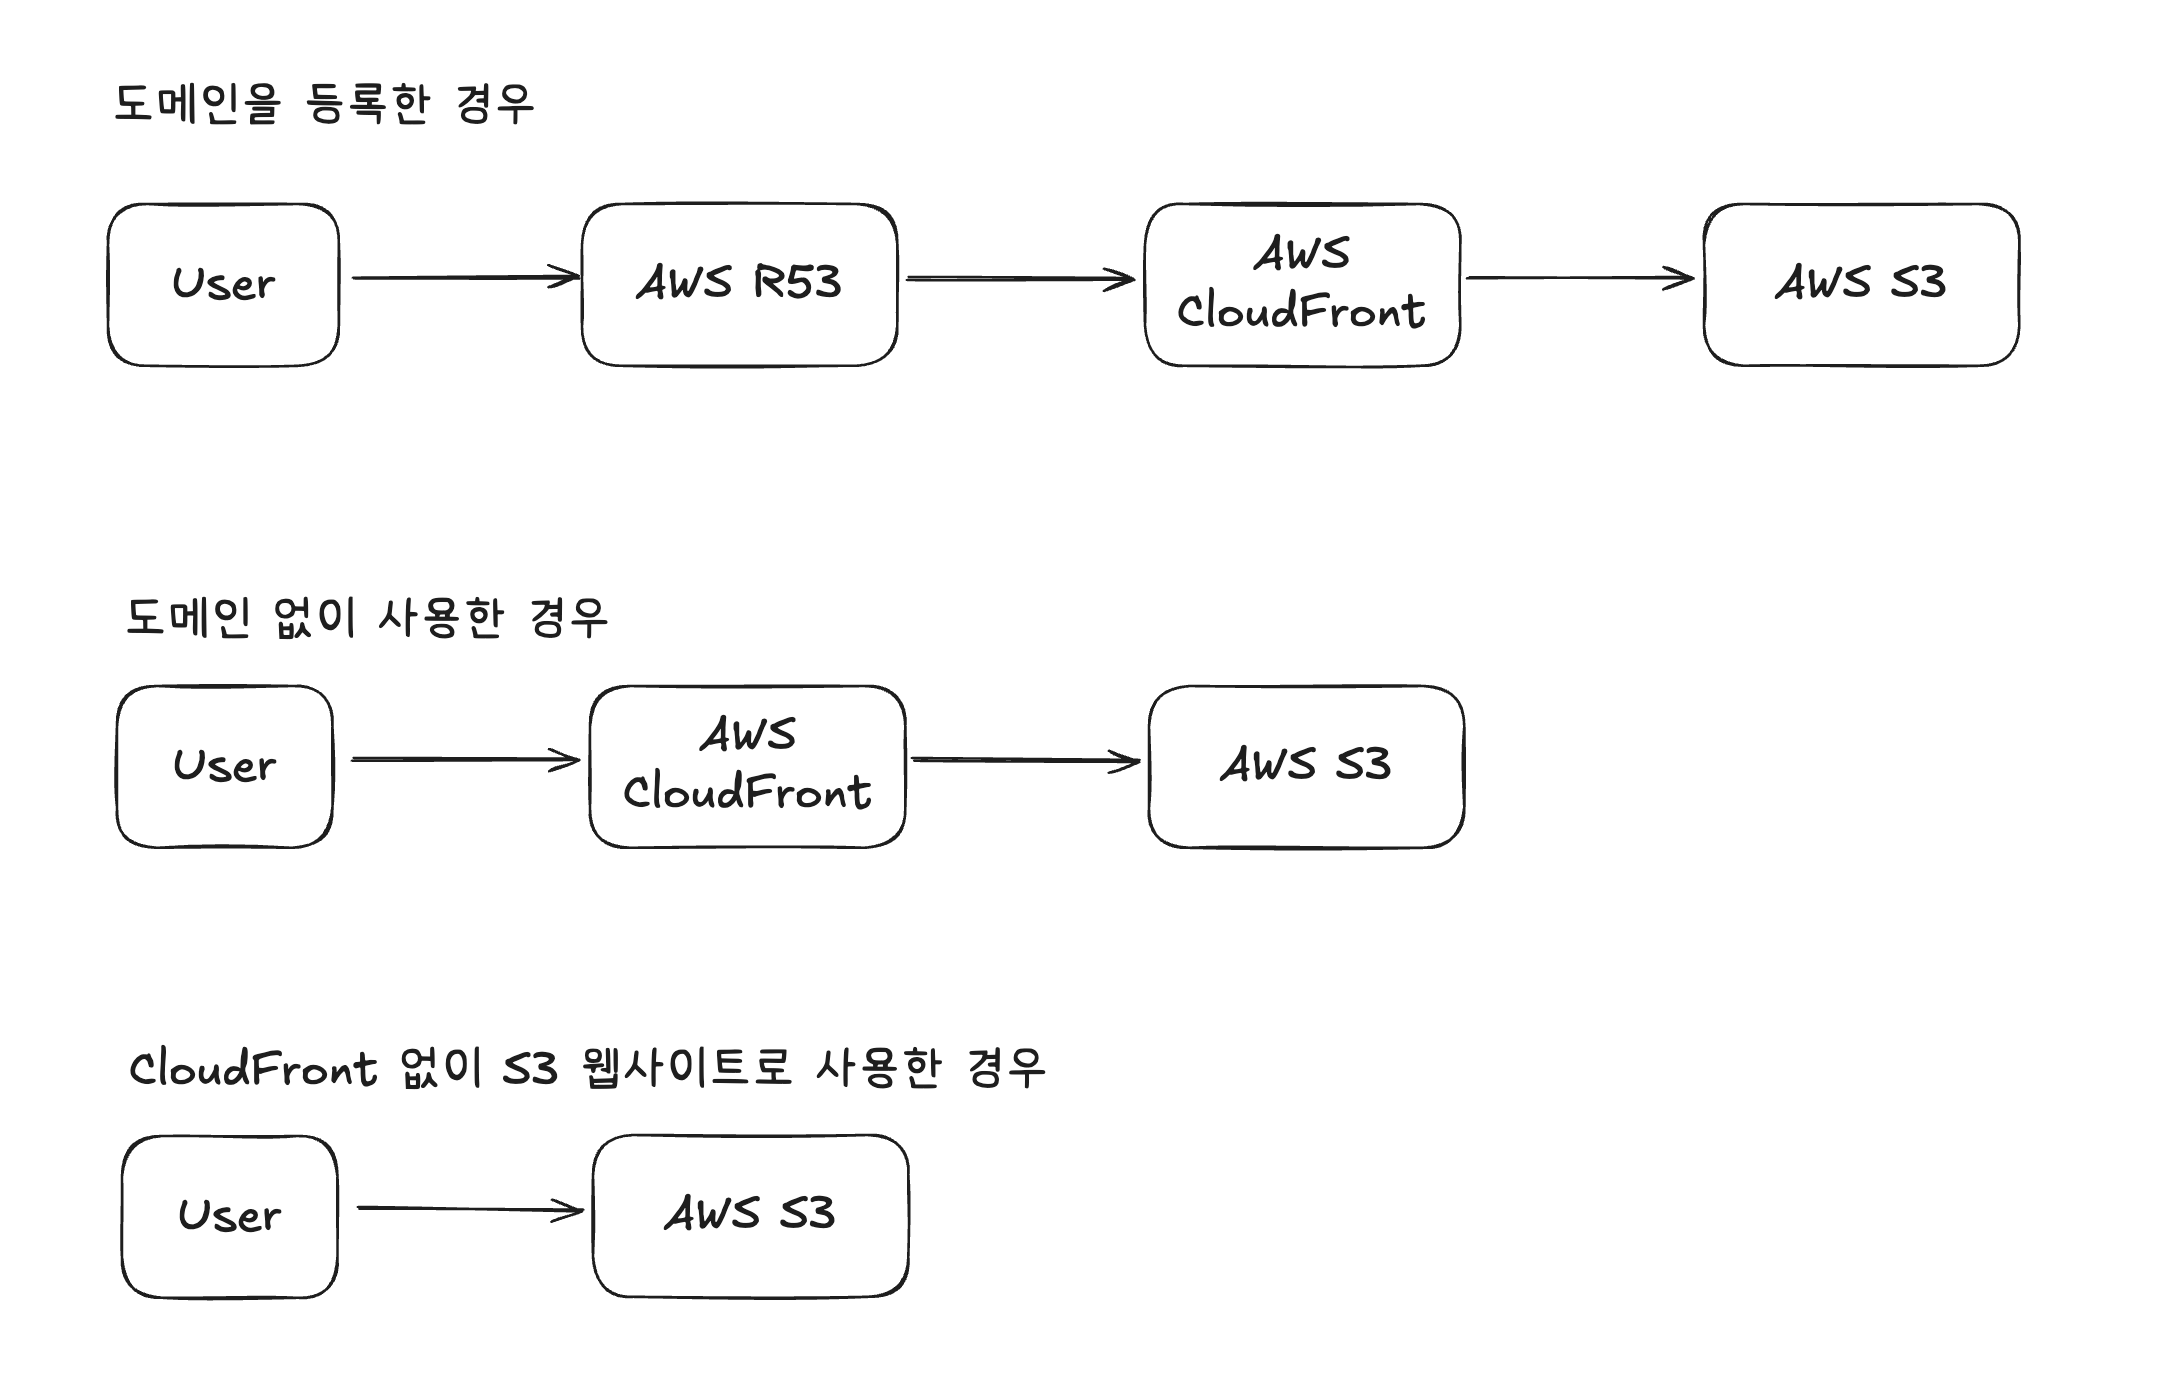 도메인을 등록한 경우
User
AWS R53
AWS
CloudFront
AWS S3
도메인 없이 사용한 경우
User
AWS
CloudFront
AWS S3
CloudFront 없이 S3 웹사이트로 사용한 경우
User
AWS S3